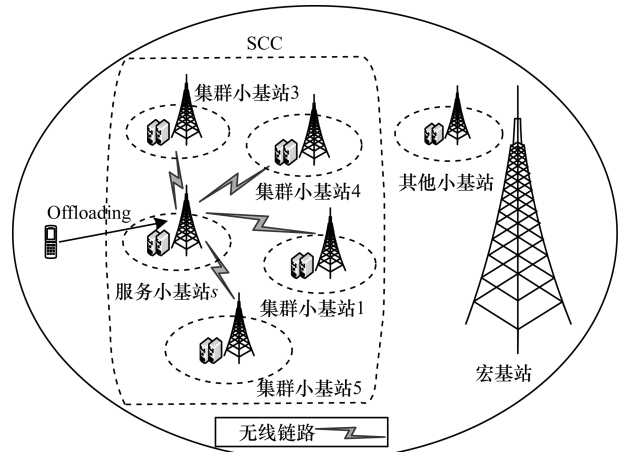 SCC
集群小基站3
集群小基站4
其他小基站
Offloading
服务小基站s
集群小基站1
宏基站
集群小基站5
无线链路